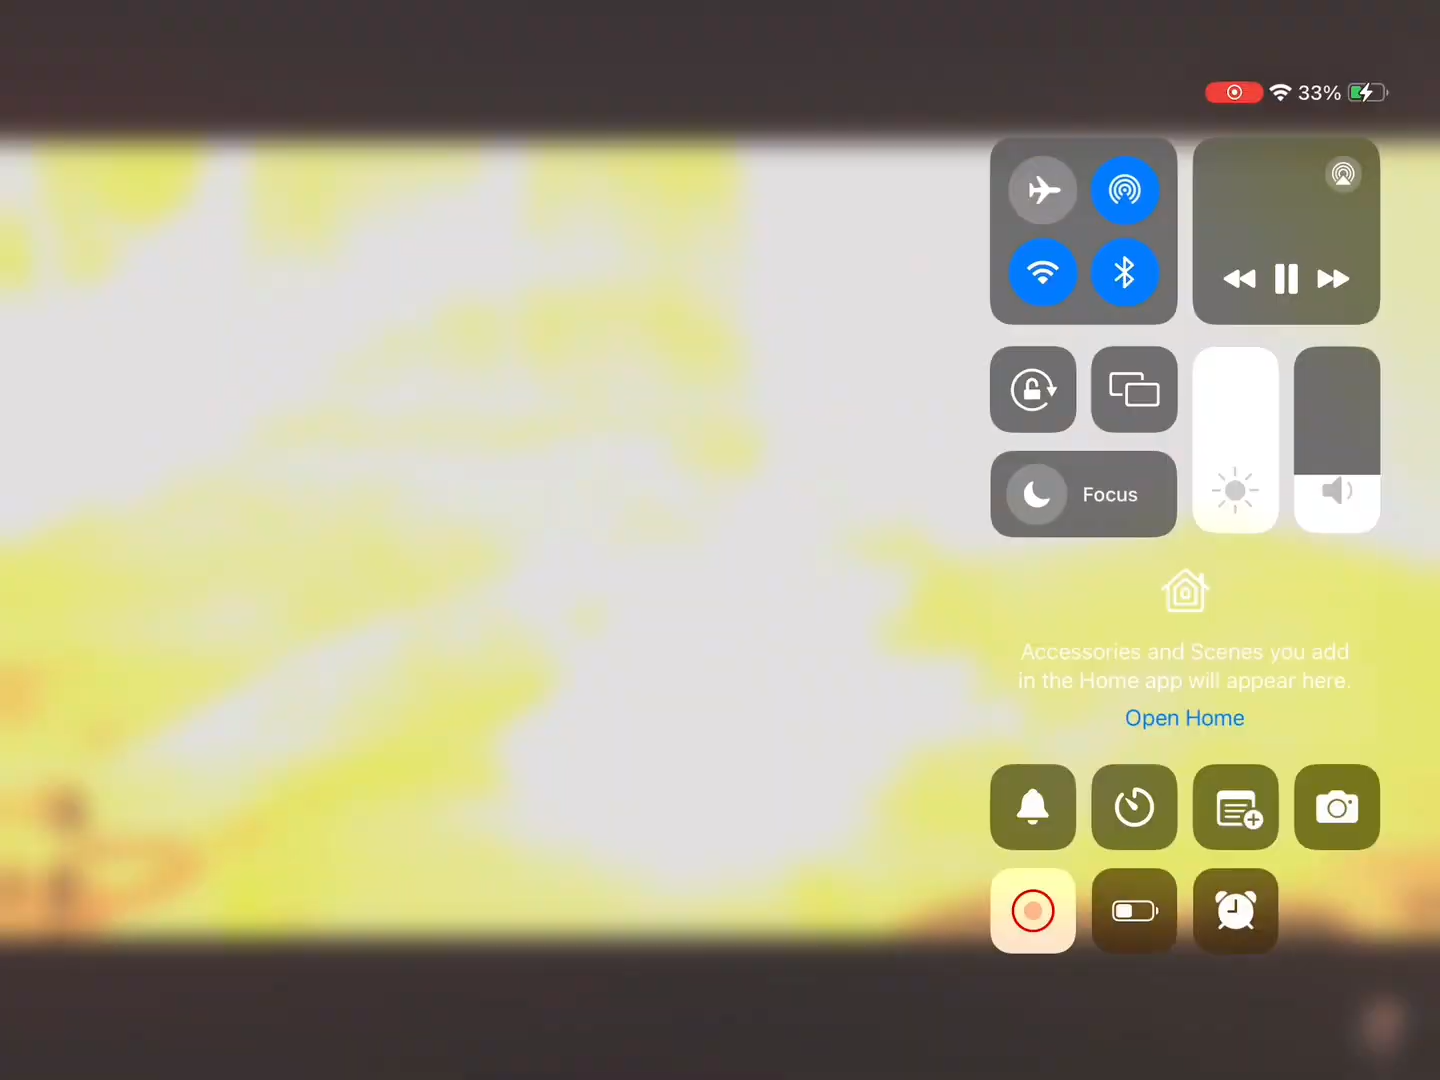 33%
Focus
Accessories and Scenes you add
in the Home app will appear here.
Open Home